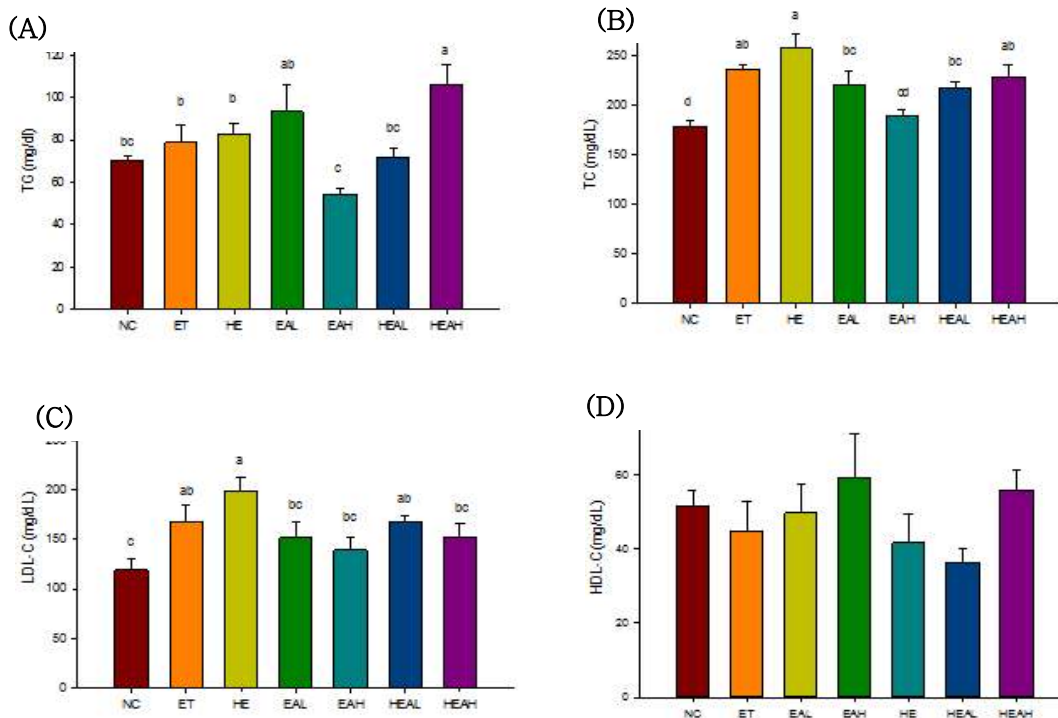 (A)
TG (mg/dl)
120
100
80
60
40
20
0
bc
b
b
ab
c
bc
a
NC ET HE EAL EAH HEAL HEAH
(B)
TC (mg/dL)
250
200
150
100
50
0
d
ab
a
bc
cd
bc
ab
NC ET HE EAL EAH HEAL HEAH
(C)
LDL-C (mg/dL)
200
150
100
50
0
c
ab
a
bc
bc
ab
bc
NC ET HE EAL EAH HEAL HEAH
(D)
HDL-C (mg/dL)
60
40
20
0
NC ET EAL EAH HE HEAL HEAH